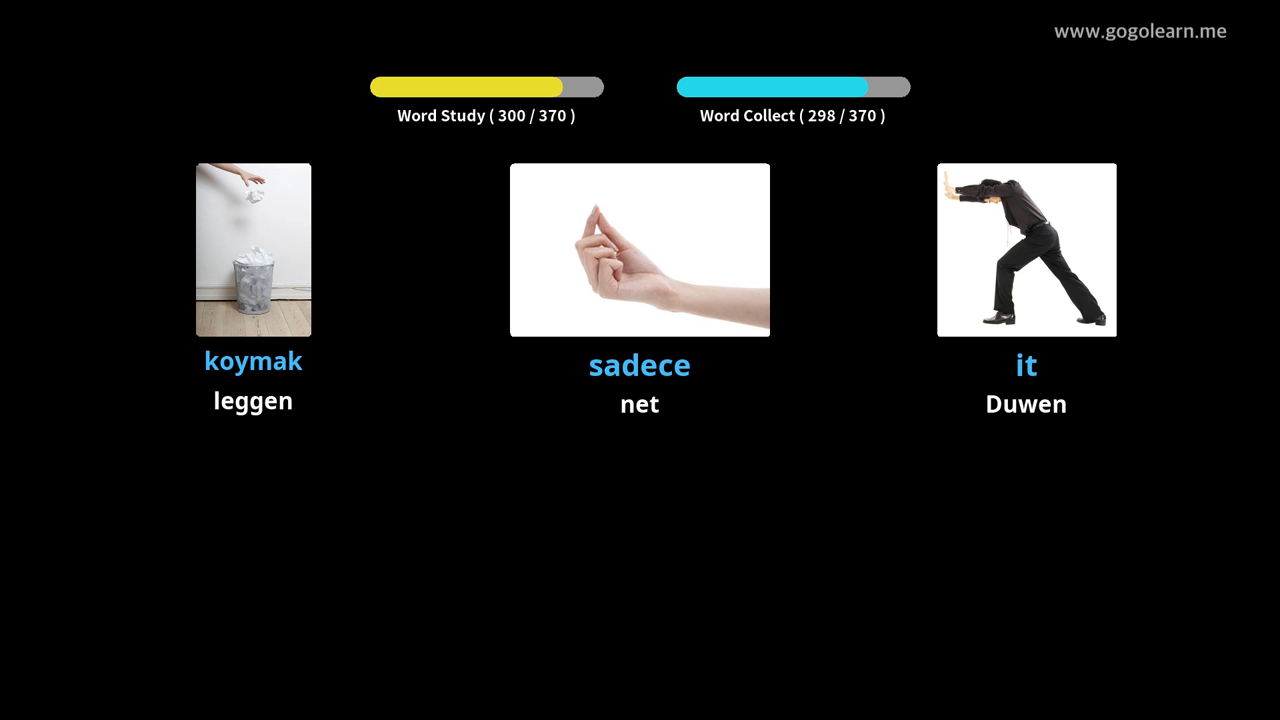 www.gogolearn.me
Word Study ( 300 / 370 )
Word Collect ( 298 / 370 )
koymak
leggen
sadece
net
it
Duwen